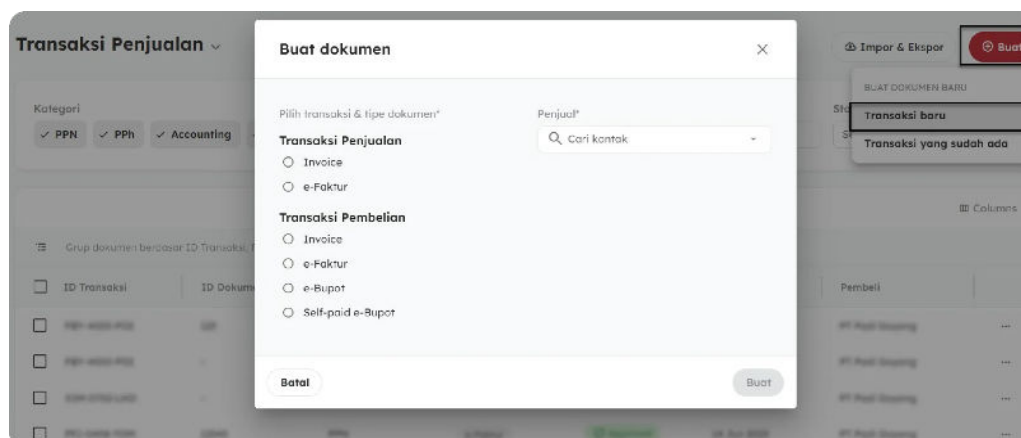 Transaksi Penjualan
Impor & Ekspor
Buat
BUAT DOKUMEN BARU
Transaksi baru
Transaksi yang sudah ada
Kategori
PPN
PPh
Accounting
Columns
Grup dokumen berdasar ID Transaksi,
ID Transaksi
ID Dokum
Pembeli
Buat dokumen
Pilih transaksi & tipe dokumen*
Transaksi Penjualan
Invoice
e-Faktur
Transaksi Pembelian
Invoice
e-Faktur
e-Bupot
Self-paid e-Bupot
Penjual*
Cari kontak
Batal
Buat